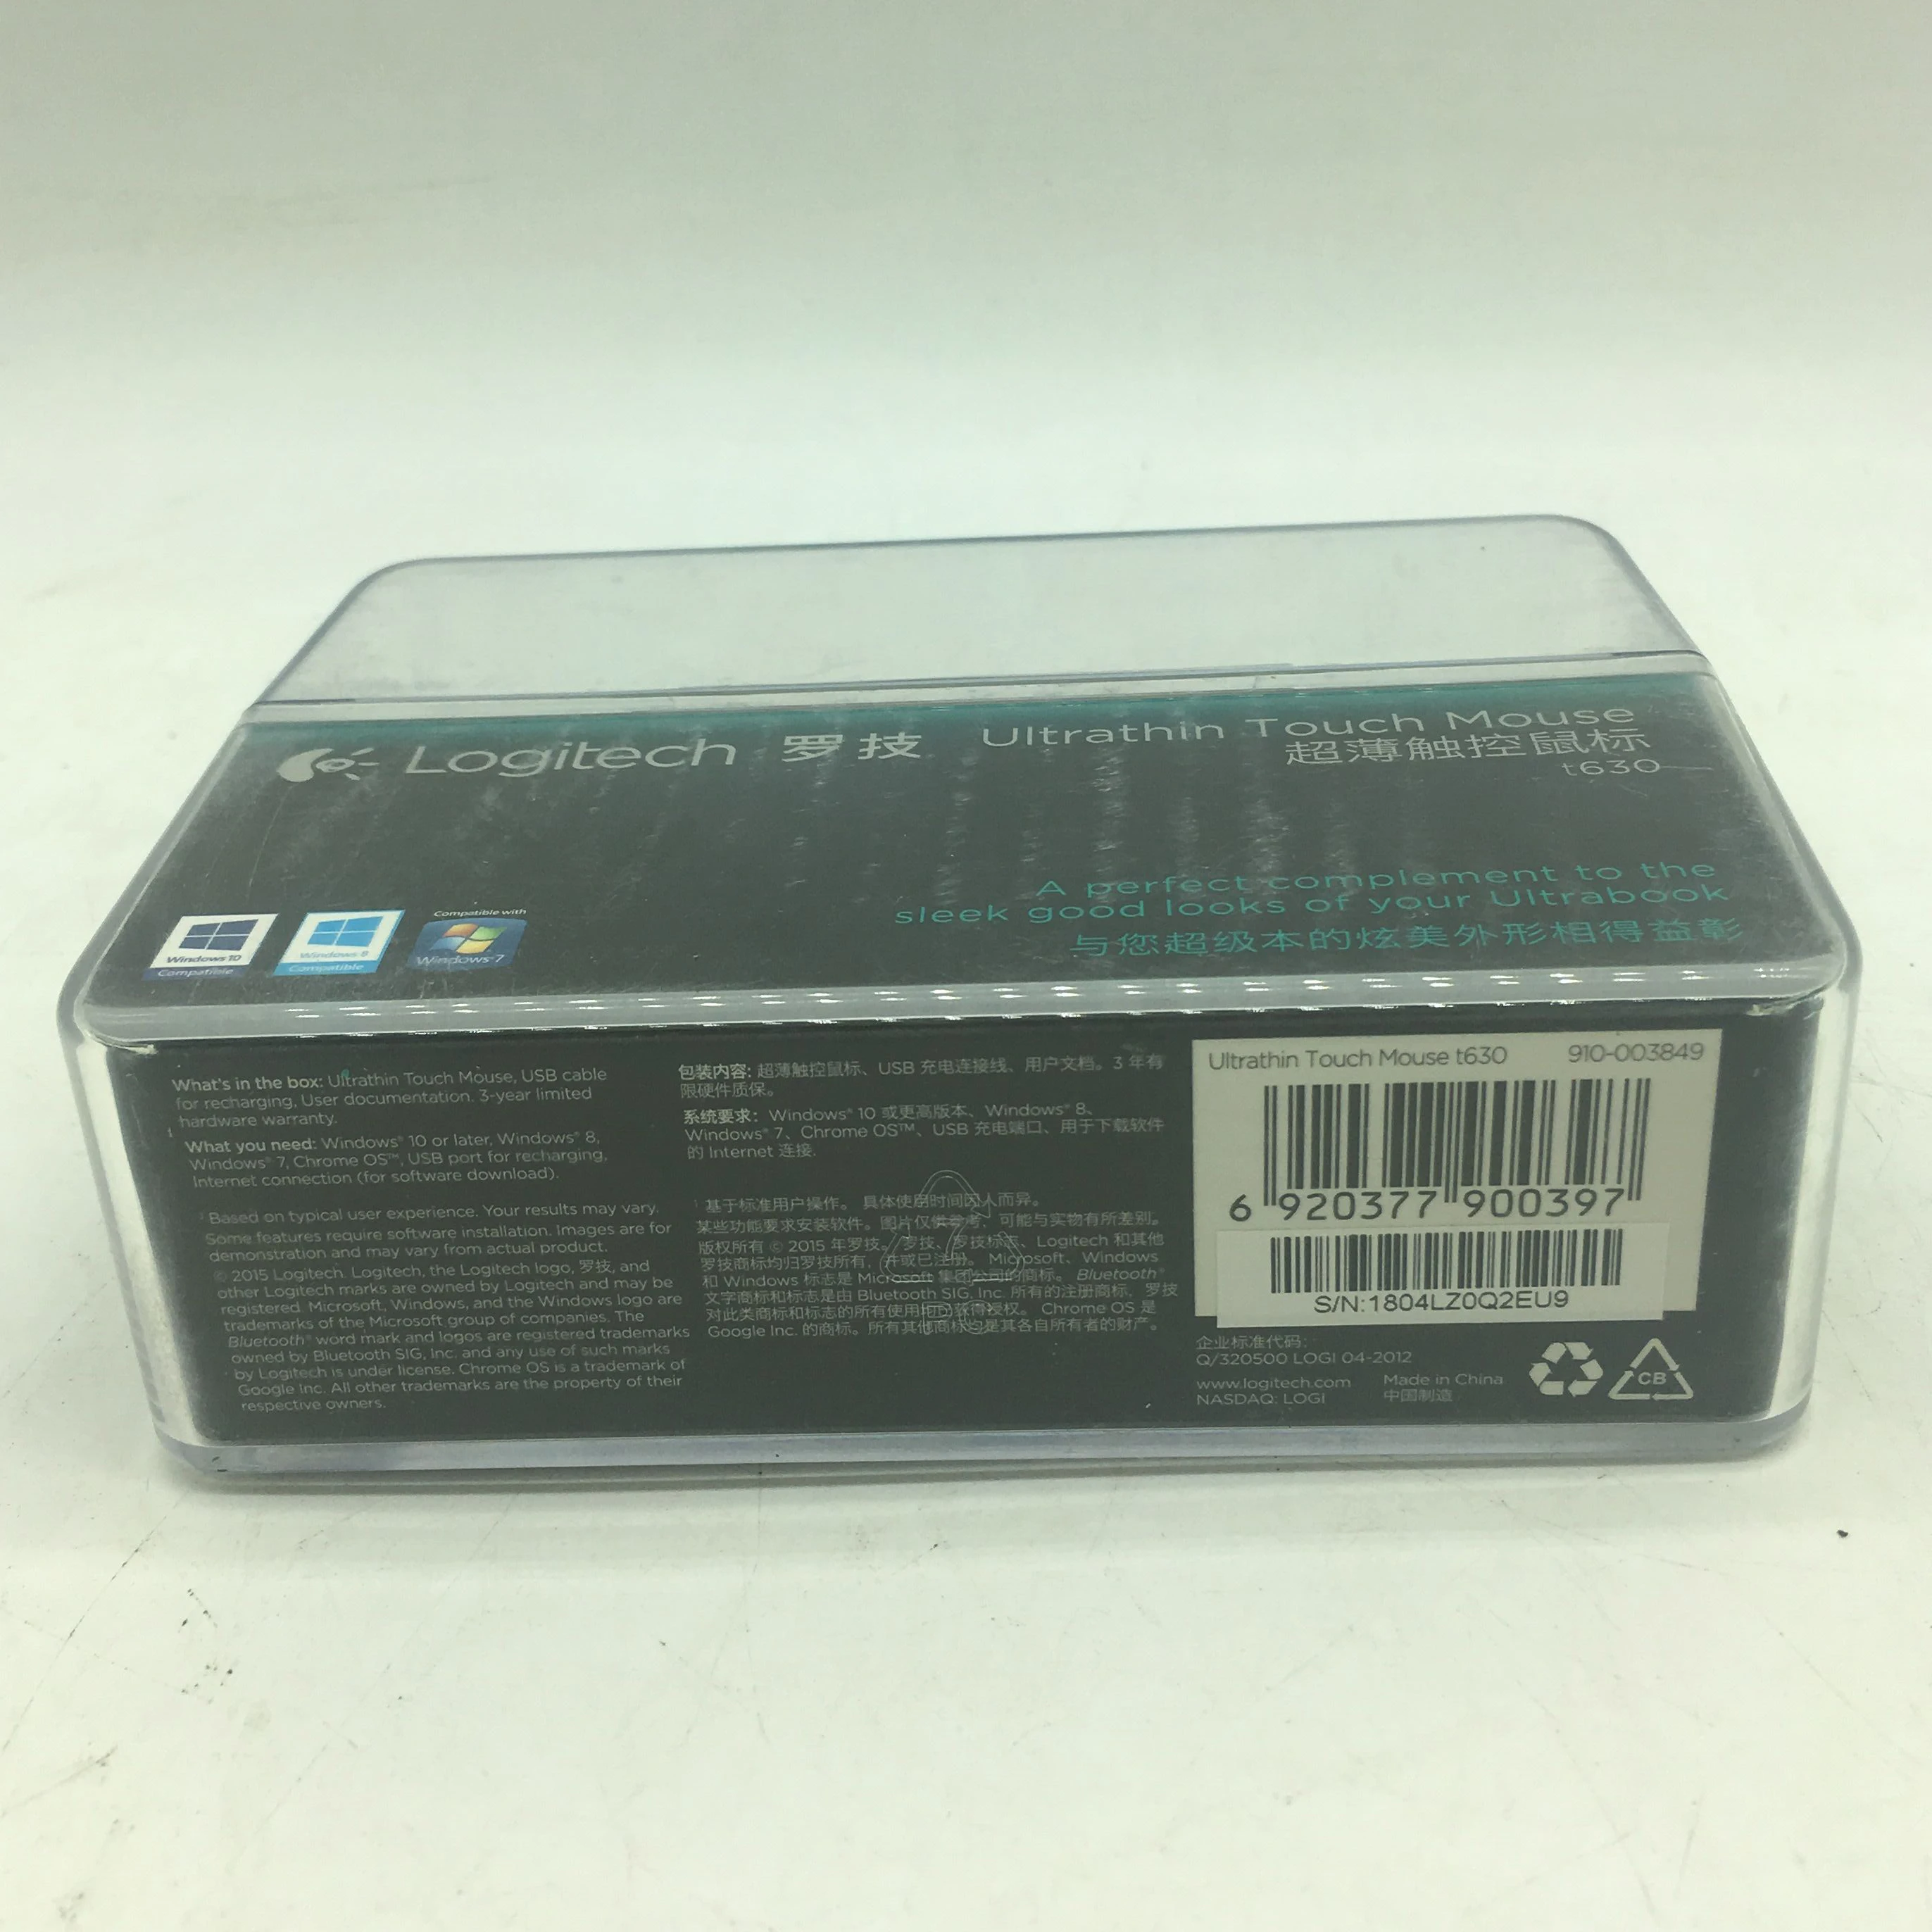 Logitech 罗技
Ultrathin Touch Mouse
超薄触控鼠标
t630
A perfect complement to the
sleek good looks of your Ultrabook
与您超级本的炫美外形相得益彰
Windows 10
Compatible
Windows 8
Compatible
Compatible with
Windows 7
What's in the box: Ultrathin Touch Mouse, USB cable
for recharging, User documentation. 3-year limited
hardware warranty.
What you need: Windows® 10 or later, Windows® 8,
Windows® 7, Chrome OS™, USB port for recharging,
Internet connection (for software download).
¹ Based on typical user experience. Your results may vary.
Some features require software installation. Images are for
demonstration and may vary from actual product.
© 2015 Logitech. Logitech, the Logitech logo, 罗技, and
other Logitech marks are owned by Logitech and may be
registered. Microsoft, Windows, and the Windows logo are
trademarks of the Microsoft group of companies. The
Bluetooth® word mark and logos are registered trademarks
owned by Bluetooth SIG, Inc. and any use of such marks
by Logitech is under license. Chrome OS is a trademark of
Google Inc. All other trademarks are the property of their
respective owners.
包装内容: 超薄触控鼠标、USB 充电连接线、用户文档。3 年有
限硬件质保。
系统要求: Windows® 10 或更高版本、Windows® 8、
Windows® 7、Chrome OS™、USB 充电端口、用于下载软件
的 Internet 连接.
¹ 基于标准用户操作。 具体使用时间因人而异。
某些功能要求安装软件。图片仅供参考，可能与实物有所差别。
版权所有 © 2015 年罗技。 罗技、罗技标志、Logitech 和其他
罗技商标均归罗技所有，并或已注册。 Microsoft、Windows
和 Windows 标志是 Microsoft 集团公司的商标。 Bluetooth®
文字商标和标志是由 Bluetooth SIG, Inc. 所有的注册商标，罗技
对此类商标和标志的所有使用均已获得授权。 Chrome OS 是
Google Inc. 的商标。所有其他商标均是其各自所有者的财产。
Ultrathin Touch Mouse t630 910-003849
6 920377 900397
S/N:1804LZ0Q2EU9
企业标准代码:
Q/320500 LOGI 04-2012
www.logitech.com Made in China
NASDAQ: LOGI 中国制造
CB